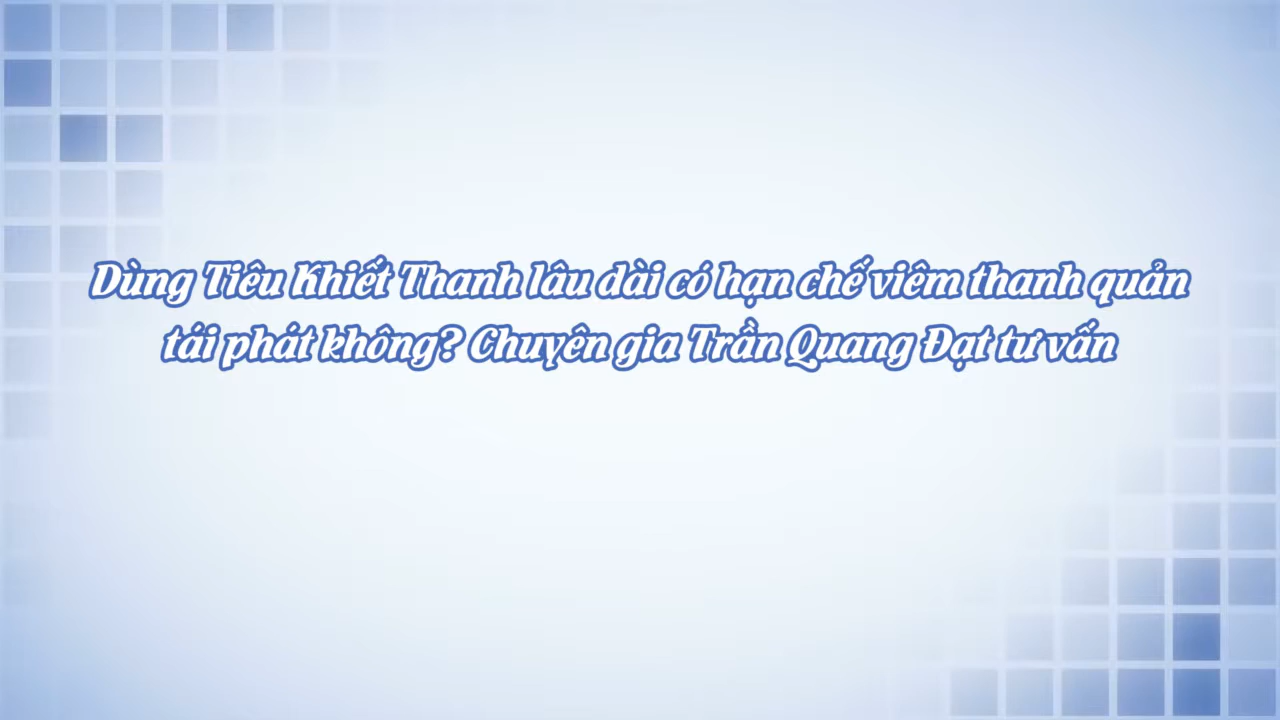 Dùng Tiêu Khiết Thanh lâu dài có hạn chế viêm thanh quản
tái phát không? Chuyên gia Trần Quang Đạt tư vấn